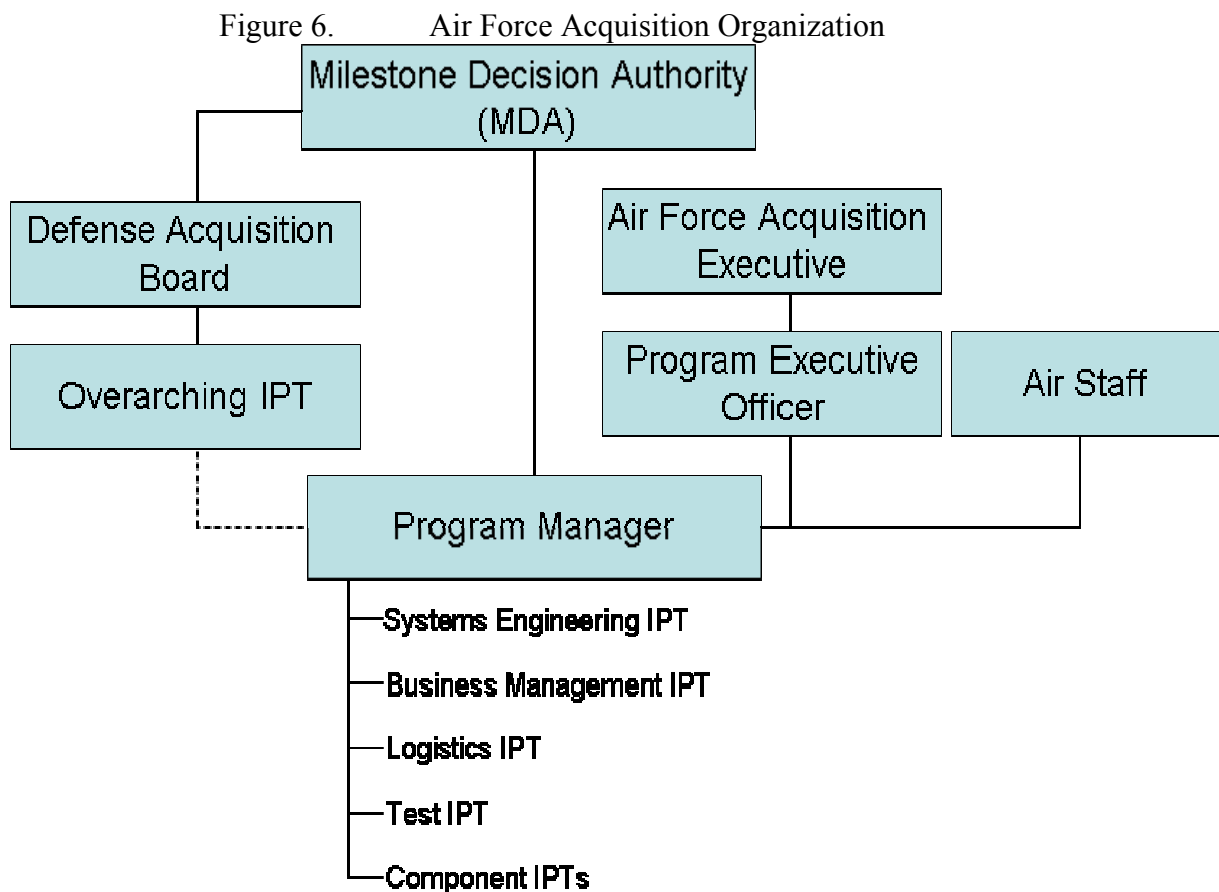 Figure 6. Air Force Acquisition Organization
Milestone Decision Authority
(MDA)
Defense Acquisition
Board
Air Force Acquisition
Executive
Overarching IPT
Program Executive
Officer
Air Staff
Program Manager
Systems Engineering IPT
Business Management IPT
Logistics IPT
Test IPT
Component IPTs